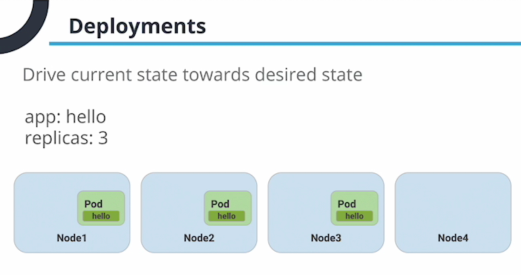 Deployments
Drive current state towards desired state
app: hello
replicas: 3
Pod
hello
Node1
Pod
hello
Node2
Pod
hello
Node3
Node4